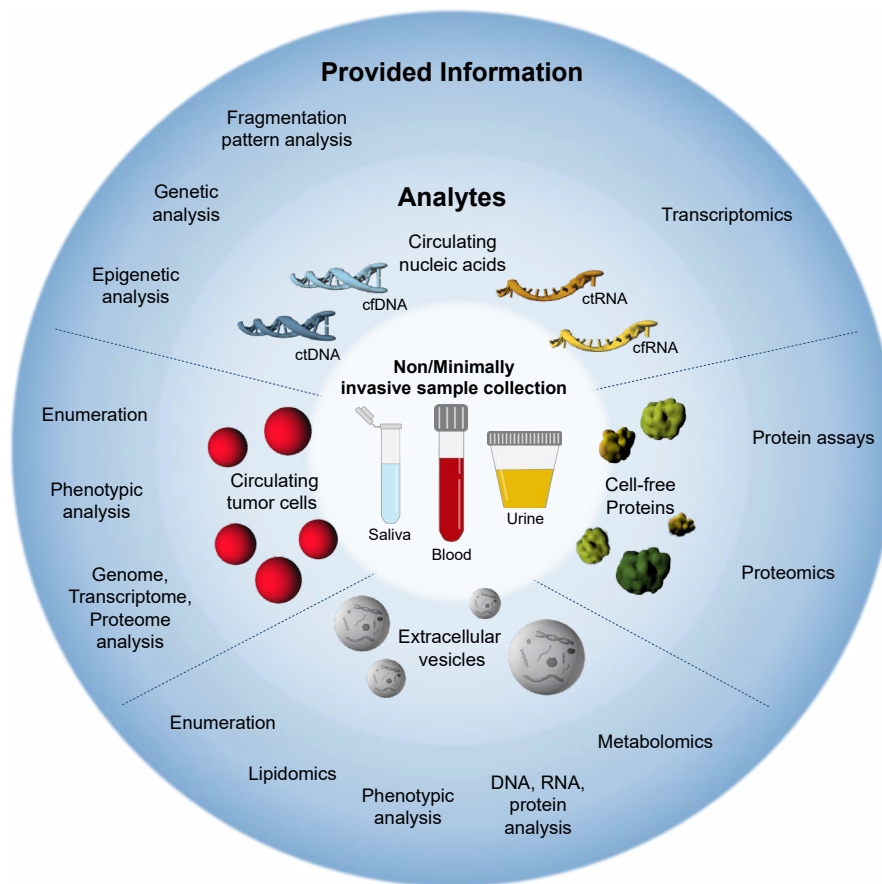 Provided Information
Fragmentation
pattern analysis
Genetic
analysis
Epigenetic
analysis
Transcriptomics
Analytes
Circulating
nucleic acids
cfDNA
ctDNA
ctRNA
cfRNA
Non/Minimally
invasive sample collection
Saliva
Blood
Urine
Enumeration
Phenotypic
analysis
Genome,
Transcriptome,
Proteome
analysis
Circulating
tumor cells
Cell-free
Proteins
Protein assays
Proteomics
Extracellular
vesicles
Enumeration
Lipidomics
Phenotypic
analysis
DNA, RNA,
protein
analysis
Metabolomics